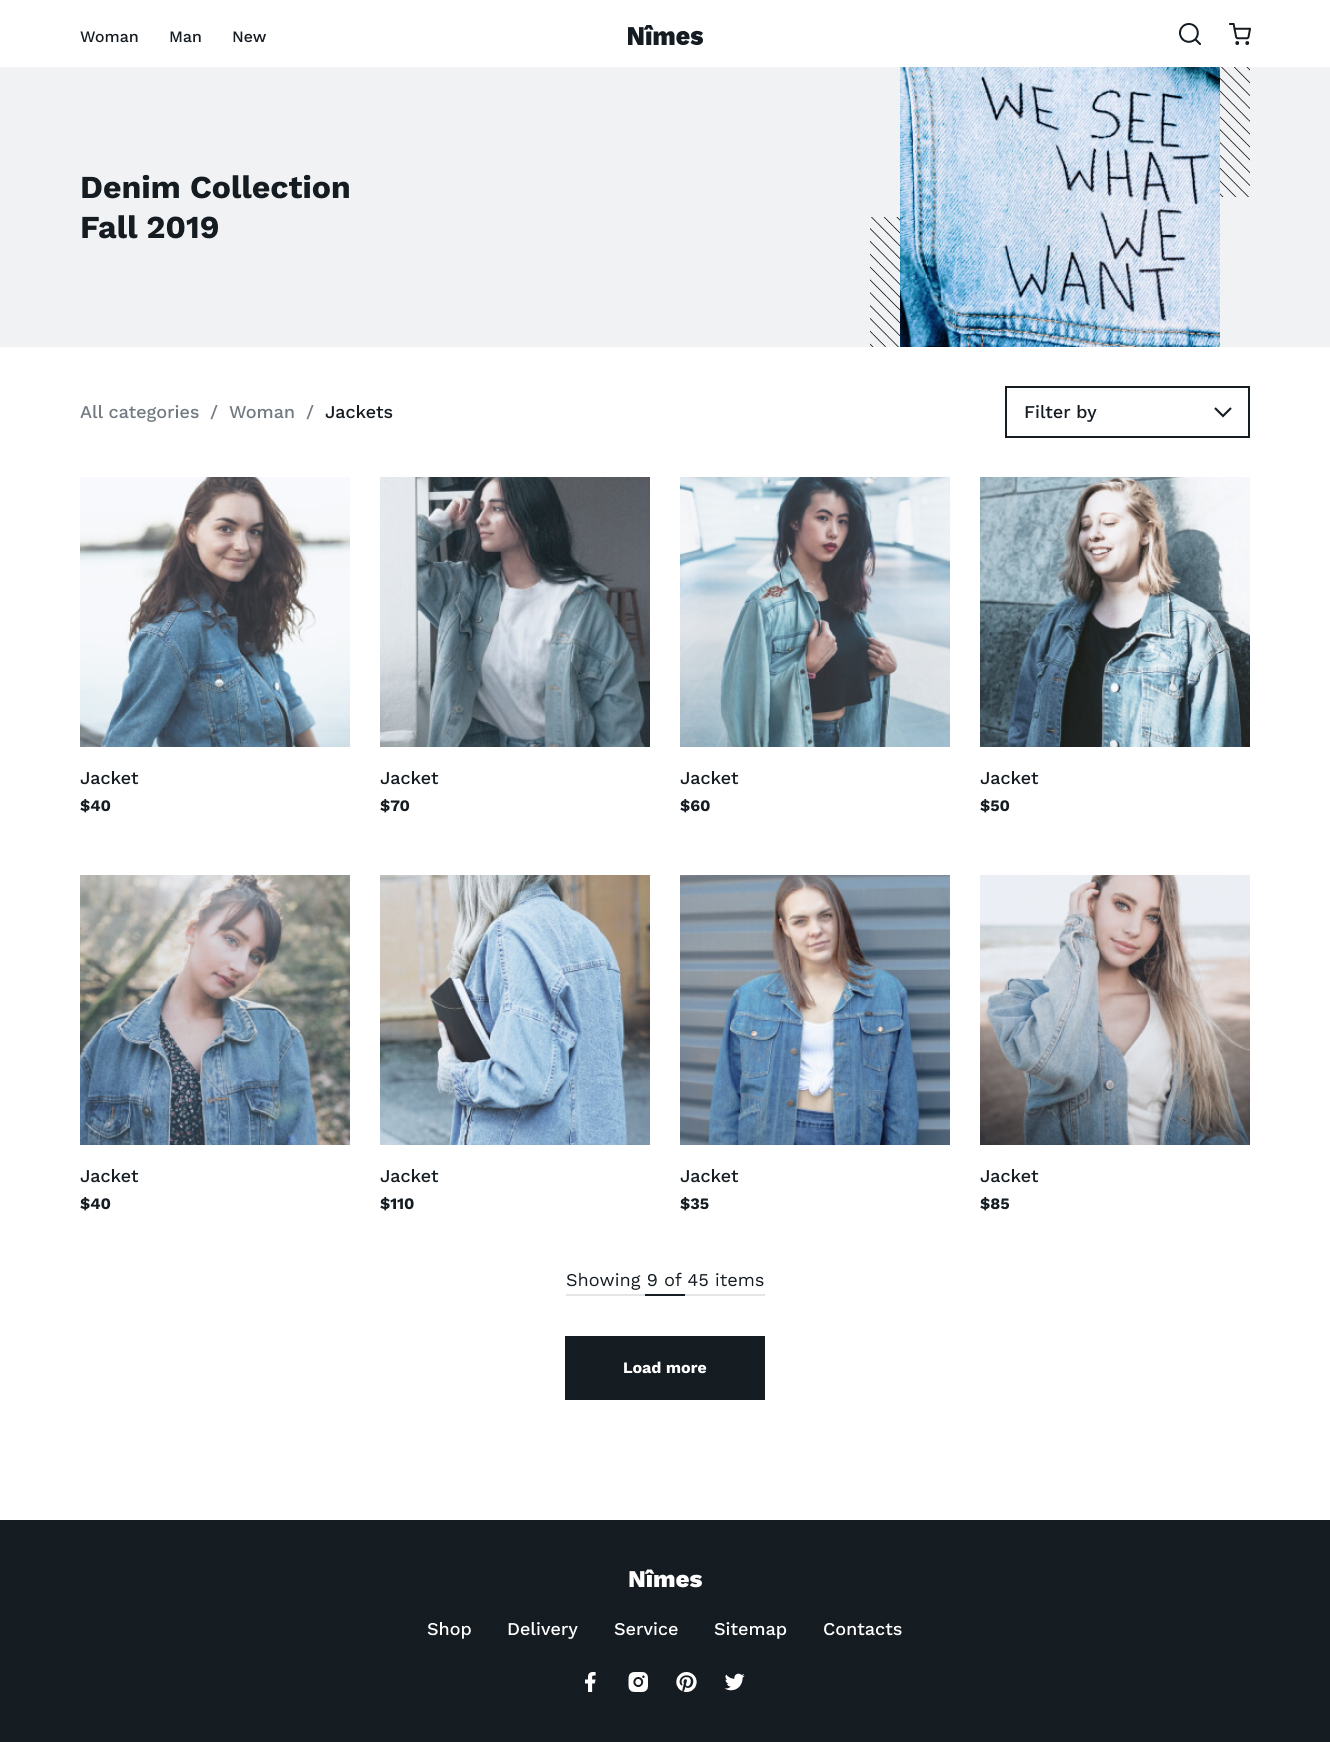 Woman Man New Nîmes
Denim Collection
Fall 2019
WE SEE
WHAT
WE
WANT
All categories / Woman / Jackets
Filter by
Jacket Jacket Jacket Jacket
$40 $70 $60 $50
Jacket Jacket Jacket Jacket
$40 $110 $35 $85
Showing 9 of 45 items
Load more
Nîmes
Shop Delivery Service Sitemap Contacts